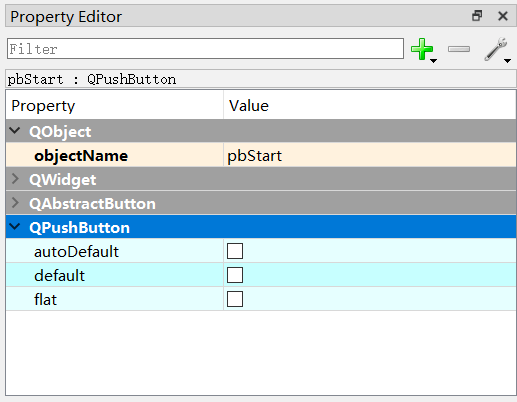 Property Editor
Filter
pbStart : QPushButton
Property Value
QObject
objectName pbStart
QWidget
QAbstractButton
QPushButton
autoDefault
default
flat